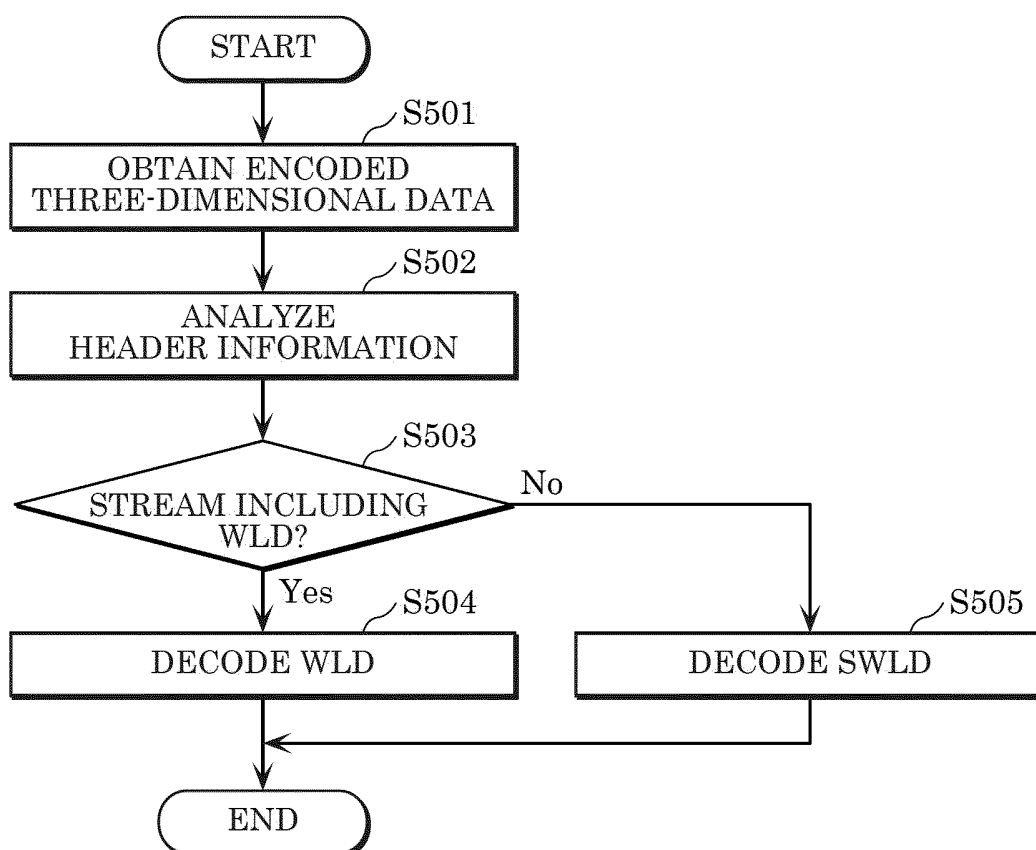 START
S501
OBTAIN ENCODED
THREE-DIMENSIONAL DATA
S502
ANALYZE
HEADER INFORMATION
S503
STREAM INCLUDING
WLD?
No
Yes
S504
DECODE WLD
S505
DECODE SWLD
END